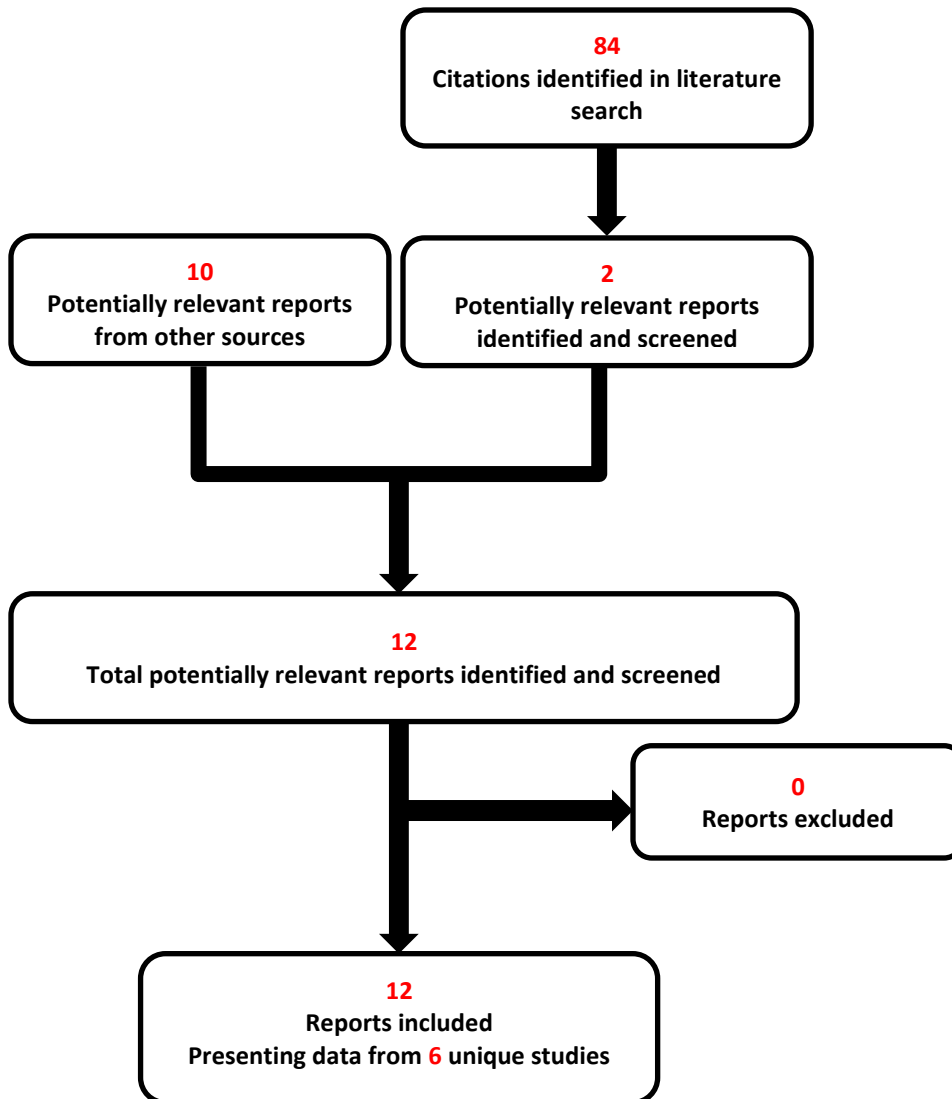 84
Citations identified in literature
search
10
Potentially relevant reports
from other sources
2
Potentially relevant reports
identified and screened
12
Total potentially relevant reports identified and screened
0
Reports excluded
12
Reports included
Presenting data from 6 unique studies